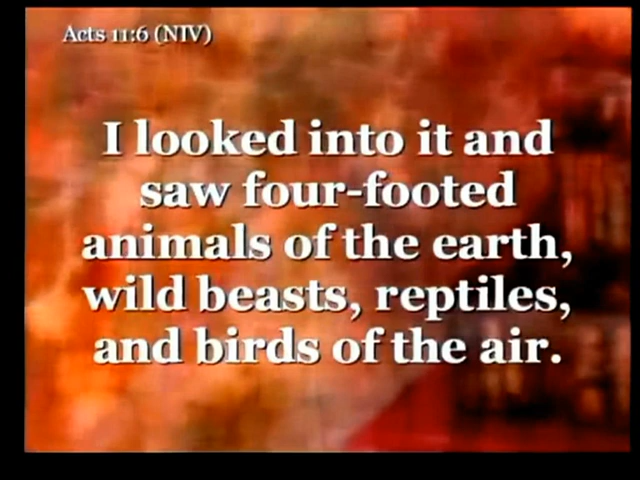 Acts 11:6 (NIV)
I looked into it and
saw four-footed
animals of the earth,
wild beasts, reptiles,
and birds of the air.